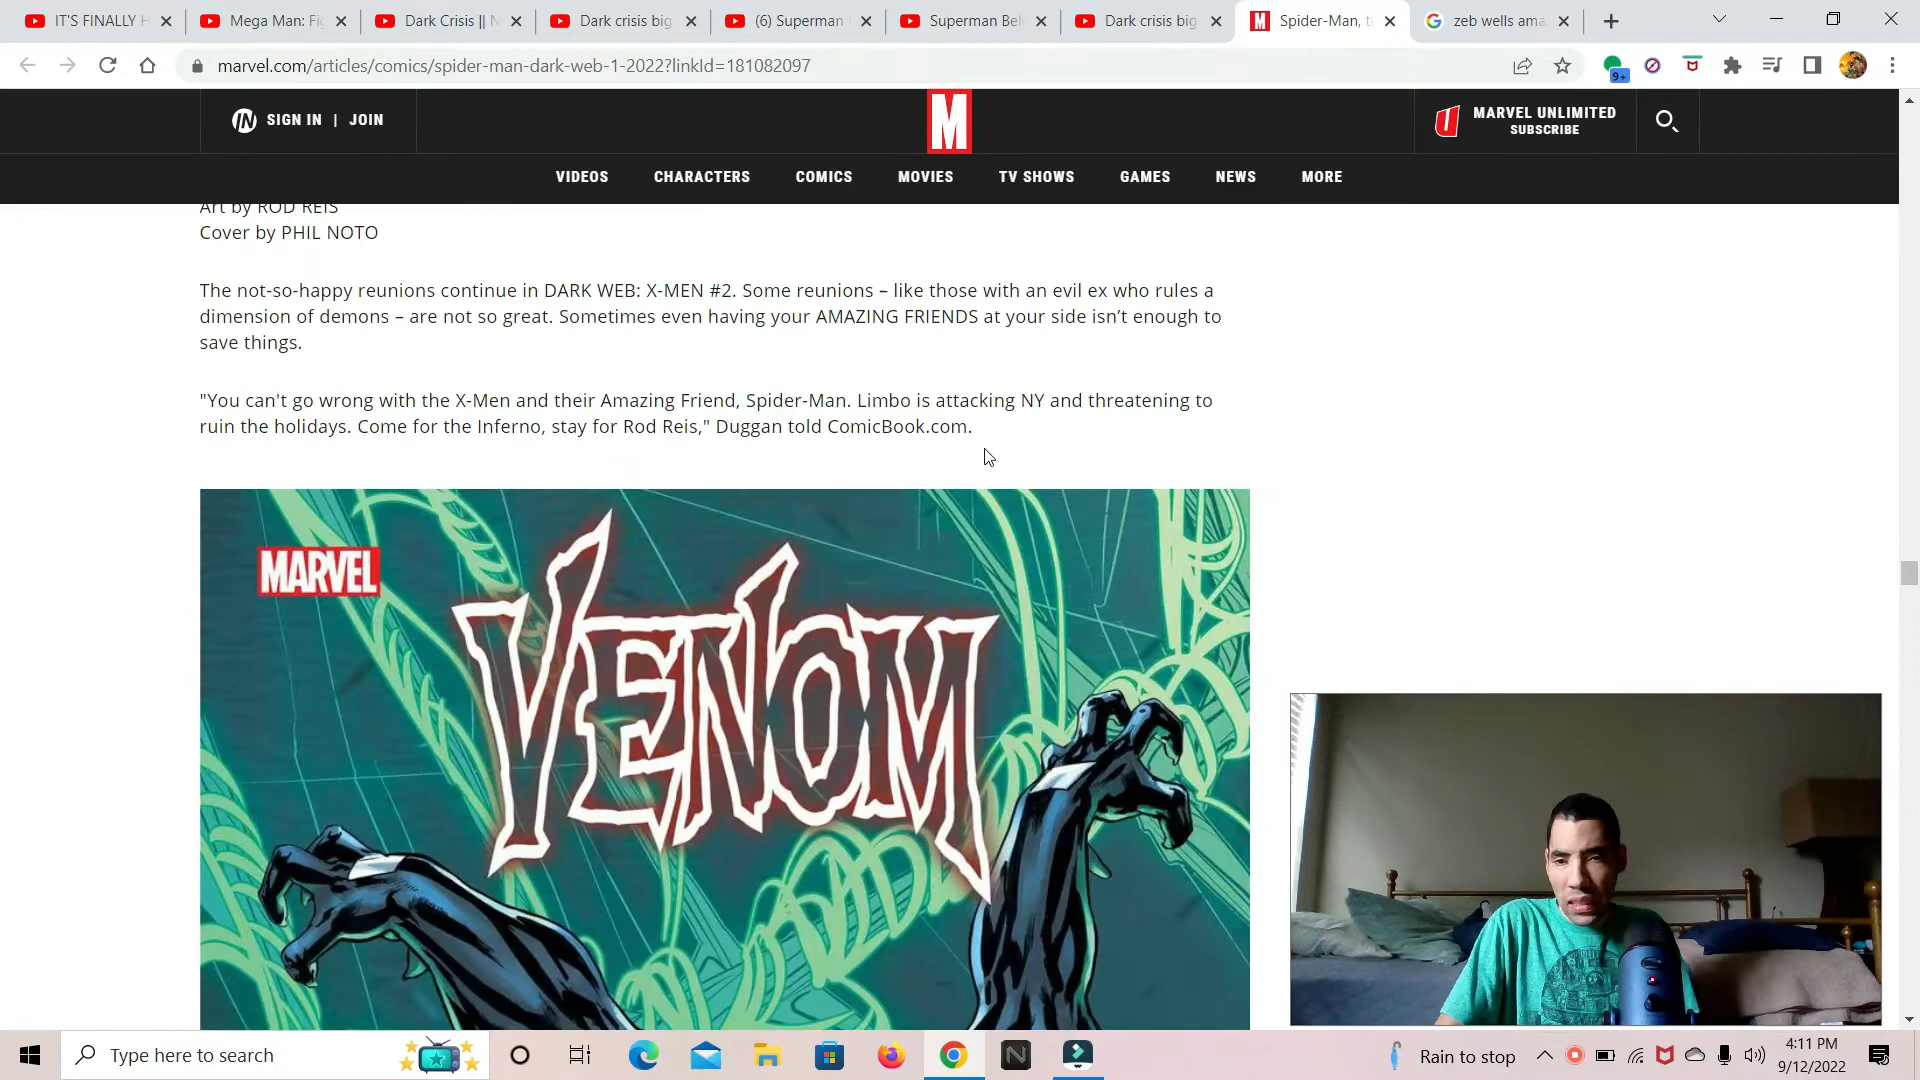 IT'S FINALLY H
Mega Man: Fi
Dark Crisis || N
Dark crisis big
(6) Superman
Superman Bel
Dark crisis big
Spider-Man, t
zeb wells ama
marvel.com/articles/comics/spider-man-dark-web-1-2022?linkId=181082097
9+
IN SIGN IN | JOIN
M
U MARVEL UNLIMITED
SUBSCRIBE
VIDEOS CHARACTERS COMICS MOVIES TV SHOWS GAMES NEWS MORE
Art by ROD REIS
Cover by PHIL NOTO
The not-so-happy reunions continue in DARK WEB: X-MEN #2. Some reunions – like those with an evil ex who rules a
dimension of demons – are not so great. Sometimes even having your AMAZING FRIENDS at your side isn’t enough to
save things.
"You can't go wrong with the X-Men and their Amazing Friend, Spider-Man. Limbo is attacking NY and threatening to
ruin the holidays. Come for the Inferno, stay for Rod Reis," Duggan told ComicBook.com.
MARVEL
VENOM
Type here to search
N
Rain to stop
4:11 PM
9/12/2022